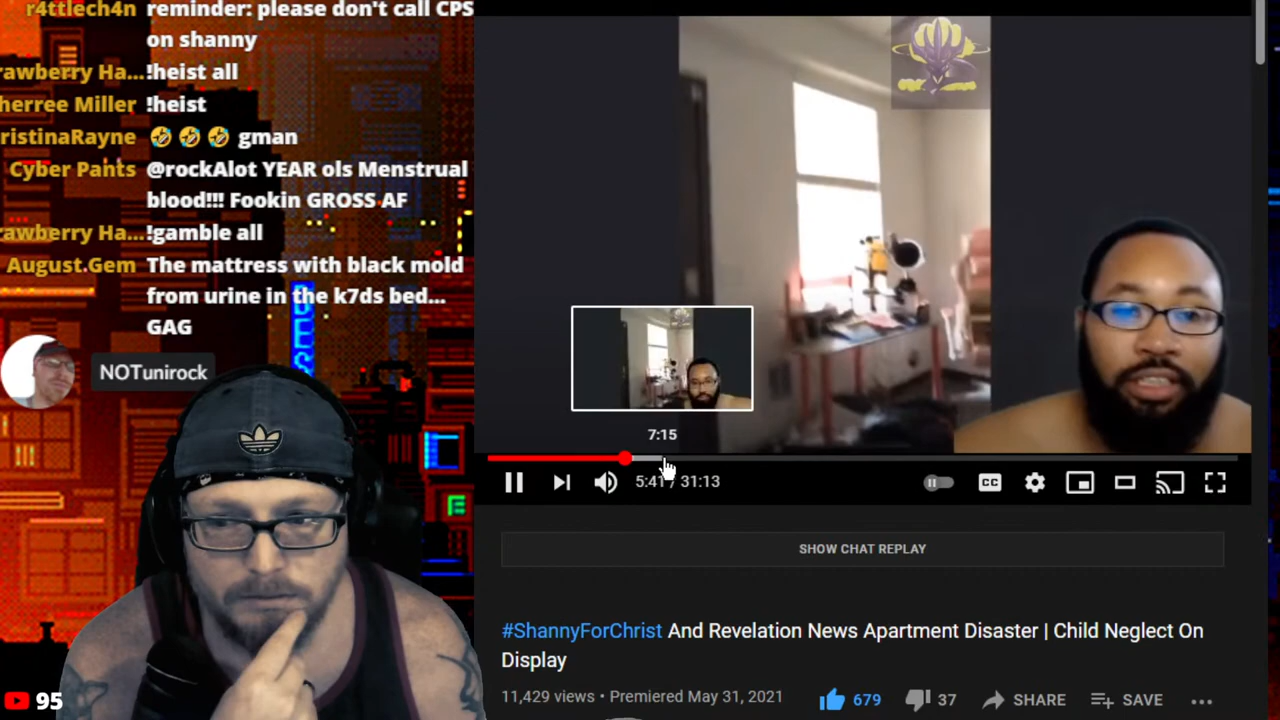 r4ttlech4n reminder: please don't call CPS
on shanny
rawberry Ha... !heist all
herree Miller !heist
ristinaRayne 🤣 🤣 🤣 gman
Cyber Pants @rockAlot YEAR ols Menstrual
blood!!! Fookin GROSS AF
rawberry Ha... !gamble all
August.Gem The mattress with black mold
from urine in the k7ds bed...
GAG
NOTunirock
95
7:15
5:41 / 31:13
CC
SHOW CHAT REPLAY
#ShannyForChrist And Revelation News Apartment Disaster | Child Neglect On
Display
11,429 views • Premiered May 31, 2021
679
37
SHARE
SAVE